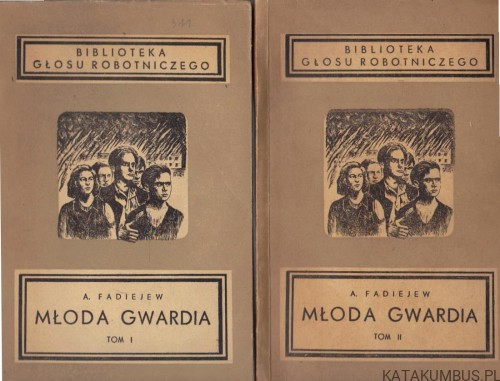 BIBLIOTEKA
GŁOSU ROBOTNICZEGO
A. FADIEJEW
MŁODA GWARDIA
TOM I
BIBLIOTEKA
GŁOSU ROBOTNICZEGO
A. FADIEJEW
MŁODA GWARDIA
TOM II
KATAKUMBUS.PL